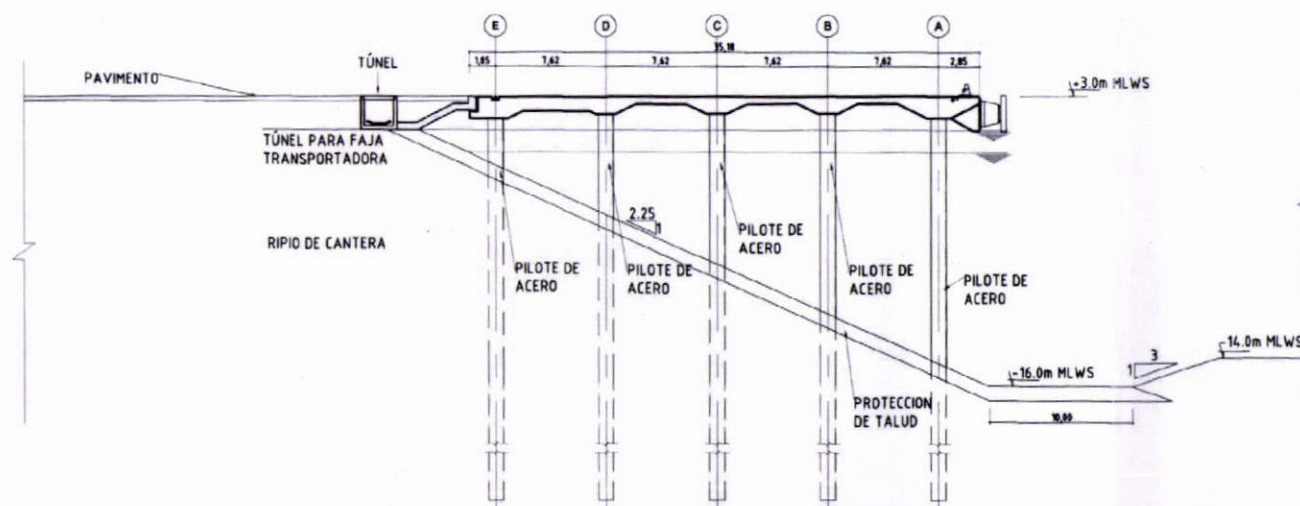 E D C B A
35,18
1,85 7,62 7,62 7,62 7,62 2,85
TÚNEL
PAVIMENTO
+3.0m MLWS
TÚNEL PARA FAJA
TRANSPORTADORA
2.25
1
RIPIO DE CANTERA
PILOTE DE
ACERO
PILOTE DE
ACERO
PILOTE DE
ACERO
PILOTE DE
ACERO
PILOTE DE
ACERO
3
1
14.0m MLWS
-16.0m MLWS
PROTECCION
DE TALUD
10,00